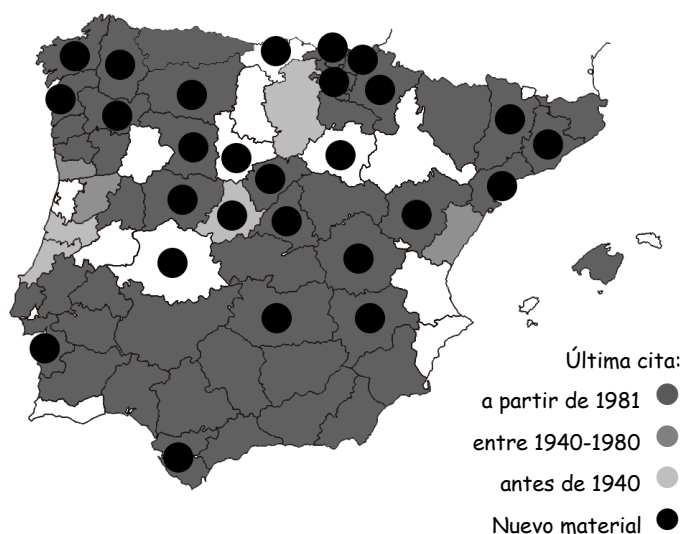 Última cita:
a partir de 1981
entre 1940-1980
antes de 1940
Nuevo material